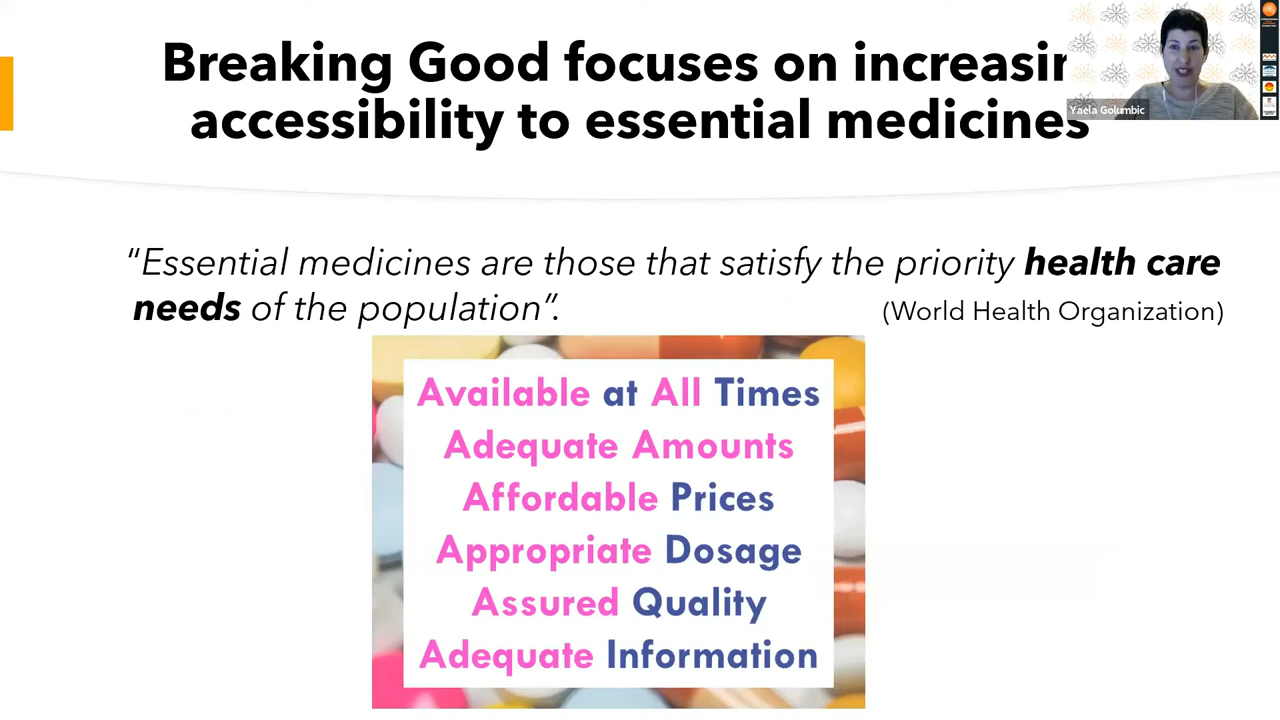 Breaking Good focuses on increasin
accessibility to essential medicines
Yaela Golumbic
“Essential medicines are those that satisfy the priority health care
needs of the population”.
(World Health Organization)
Available at All Times
Adequate Amounts
Affordable Prices
Appropriate Dosage
Assured Quality
Adequate Information